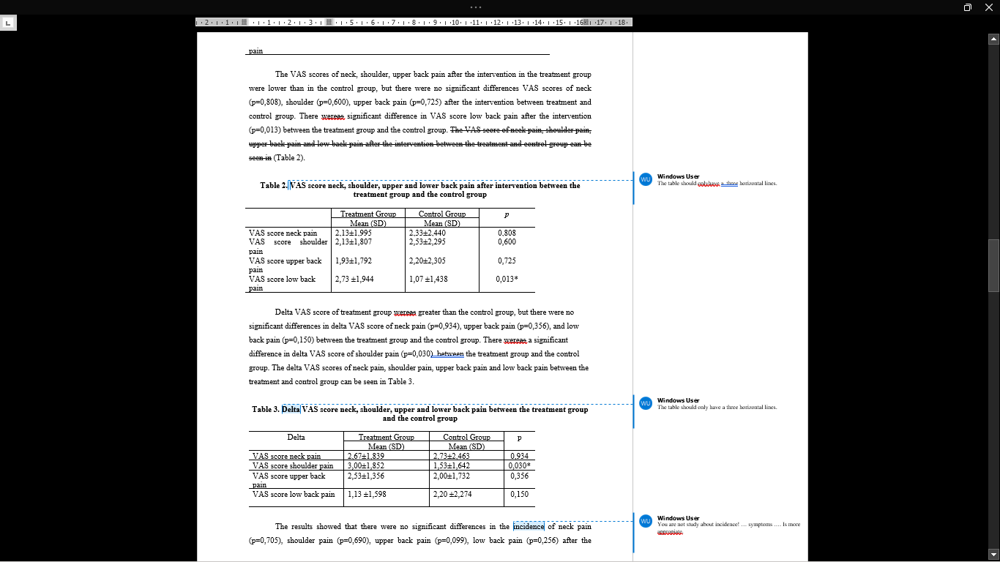 2 1 1 2 3 4 5 6 7 8 9 10 11 12 13 14 15 16 17 18
pain
The VAS scores of neck, shoulder, upper back pain after the intervention in the treatment group
were lower than in the control group, but there were no significant differences VAS scores of neck
(p=0,808), shoulder (p=0,600), upper back pain (p=0,725) after the intervention between treatment and
control group. There wereas significant difference in VAS score low back pain after the intervention
(p=0,013) between the treatment group and the control group. The VAS score of neck pain, shoulder pain,
upper back pain and low back pain after the intervention between the treatment and control group can be
seen in (Table 2).
WU Windows User
The table should onlyhave a three horizontal lines.
Table 2. VAS score neck, shoulder, upper and lower back pain after intervention between the
treatment group and the control group
Treatment Group Control Group p
Mean (SD) Mean (SD)
VAS score neck pain 2,13±1,995 2,33±2,440 0,808
VAS score shoulder 2,13±1,807 2,53±2,295 0,600
pain
VAS score upper back 1,93±1,792 2,20±2,305 0,725
pain
VAS score low back 2,73 ±1,944 1,07 ±1,438 0,013*
pain
Delta VAS score of treatment group wereas greater than the control group, but there were no
significant differences in delta VAS score of neck pain (p=0,934), upper back pain (p=0,356), and low
back pain (p=0,150) between the treatment group and the control group. There wereas a significant
difference in delta VAS score of shoulder pain (p=0,030) between the treatment group and the control
group. The delta VAS scores of neck pain, shoulder pain, upper back pain and low back pain between the
treatment and control group can be seen in Table 3.
WU Windows User
The table should only have a three horizontal lines.
Table 3. Delta VAS score neck, shoulder, upper and lower back pain between the treatment group
and the control group
Delta Treatment Group Control Group p
Mean (SD) Mean (SD)
VAS score neck pain 2,67±1,839 2,73±2,463 0,934
VAS score shoulder pain 3,00±1,852 1,53±1,642 0,030*
VAS score upper back 2,53±1,356 2,00±1,732 0,356
pain
VAS score low back pain 1,13 ±1,598 2,20 ±2,274 0,150
WU Windows User
You are not study about incidence! … symptoms …. Is more
appropiate.
The results showed that there were no significant differences in the incidence of neck pain
(p=0,705), shoulder pain (p=0,690), upper back pain (p=0,099), low back pain (p=0,256) after the